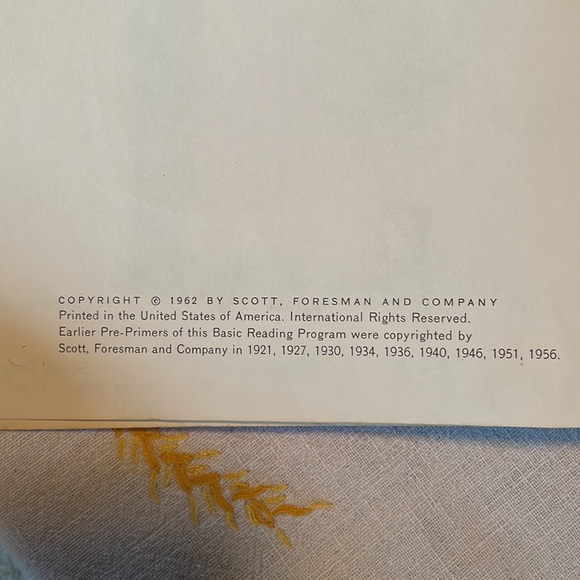 COPYRIGHT © 1962 BY SCOTT, FORESMAN AND COMPANY
Printed in the United States of America. International Rights Reserved.
Earlier Pre-Primers of this Basic Reading Program were copyrighted by
Scott, Foresman and Company in 1921, 1927, 1930, 1934, 1936, 1940, 1946, 1951, 1956.